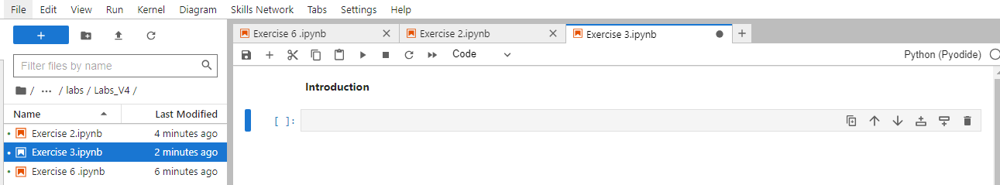 File Edit View Run Kernel Diagram Skills Network Tabs Settings Help
Exercise 6 .ipynb Exercise 2.ipynb Exercise 3.ipynb
Code Python (Pyodide)
Filter files by name
/ ... / labs / Labs_V4 /
Name Last Modified
Exercise 2.ipynb 4 minutes ago
Exercise 3.ipynb 2 minutes ago
Exercise 6 .ipynb 6 minutes ago
Introduction
[ ]: